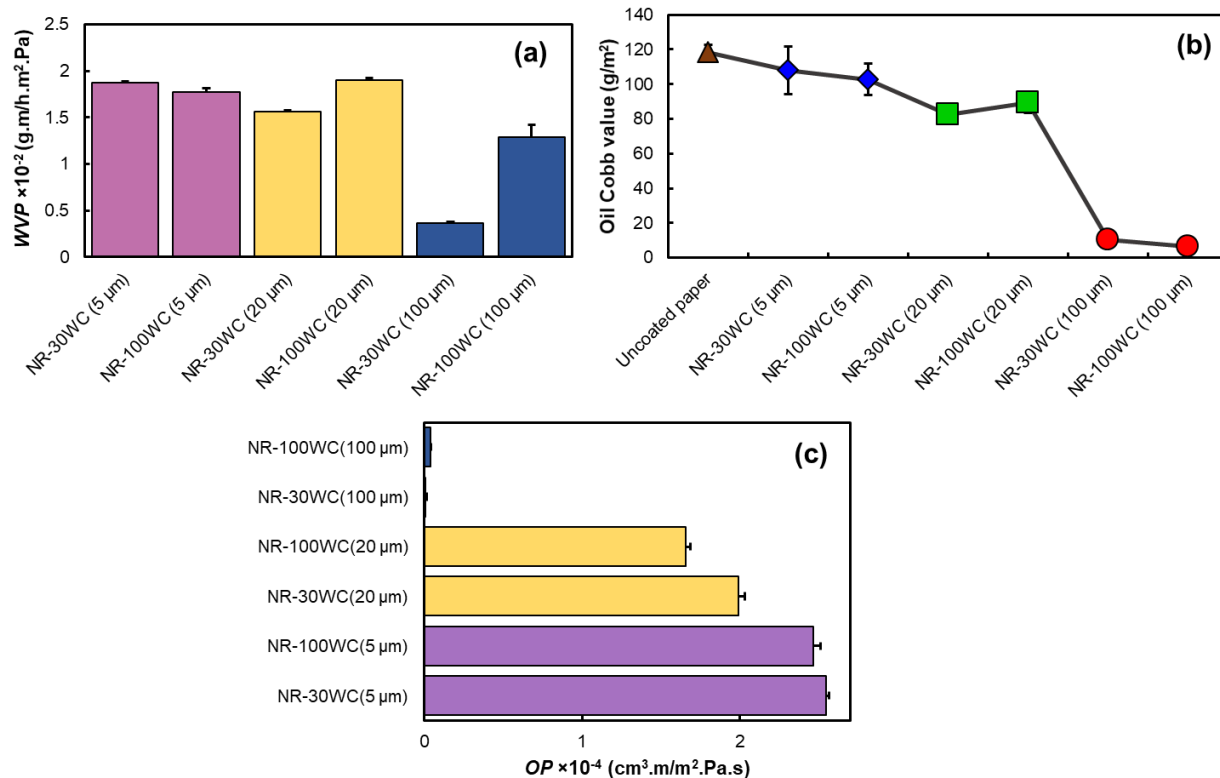 (a)
WVP ×10⁻² (g.m/h.m².Pa)
2.5
2
1.5
1
0.5
0
NR-30WC (5 µm)
NR-100WC (5 µm)
NR-30WC (20 µm)
NR-100WC (20 µm)
NR-30WC (100 µm)
NR-100WC (100 µm)
(b)
Oil Cobb value (g/m²)
140
120
100
80
60
40
20
0
Uncoated paper
NR-30WC (5 µm)
NR-100WC (5 µm)
NR-30WC (20 µm)
NR-100WC (20 µm)
NR-30WC (100 µm)
NR-100WC (100 µm)
(c)
NR-100WC(100 µm)
NR-30WC(100 µm)
NR-100WC(20 µm)
NR-30WC(20 µm)
NR-100WC(5 µm)
NR-30WC(5 µm)
0 1 2
OP ×10⁻⁴ (cm³.m/m².Pa.s)